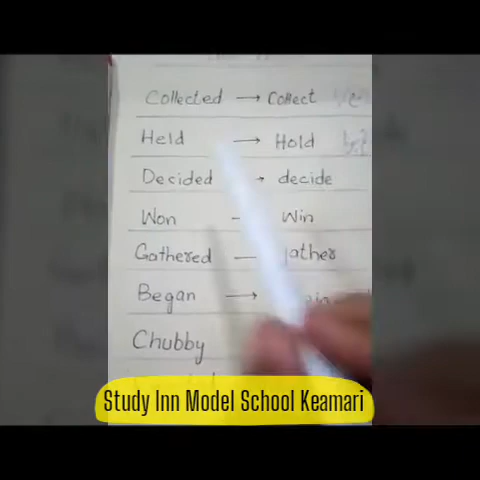 Collected → Collect
Held → Hold
Decided → decide
Won - Win
Gathered — gather
Began →
Chubby
Study Inn Model School Keamari